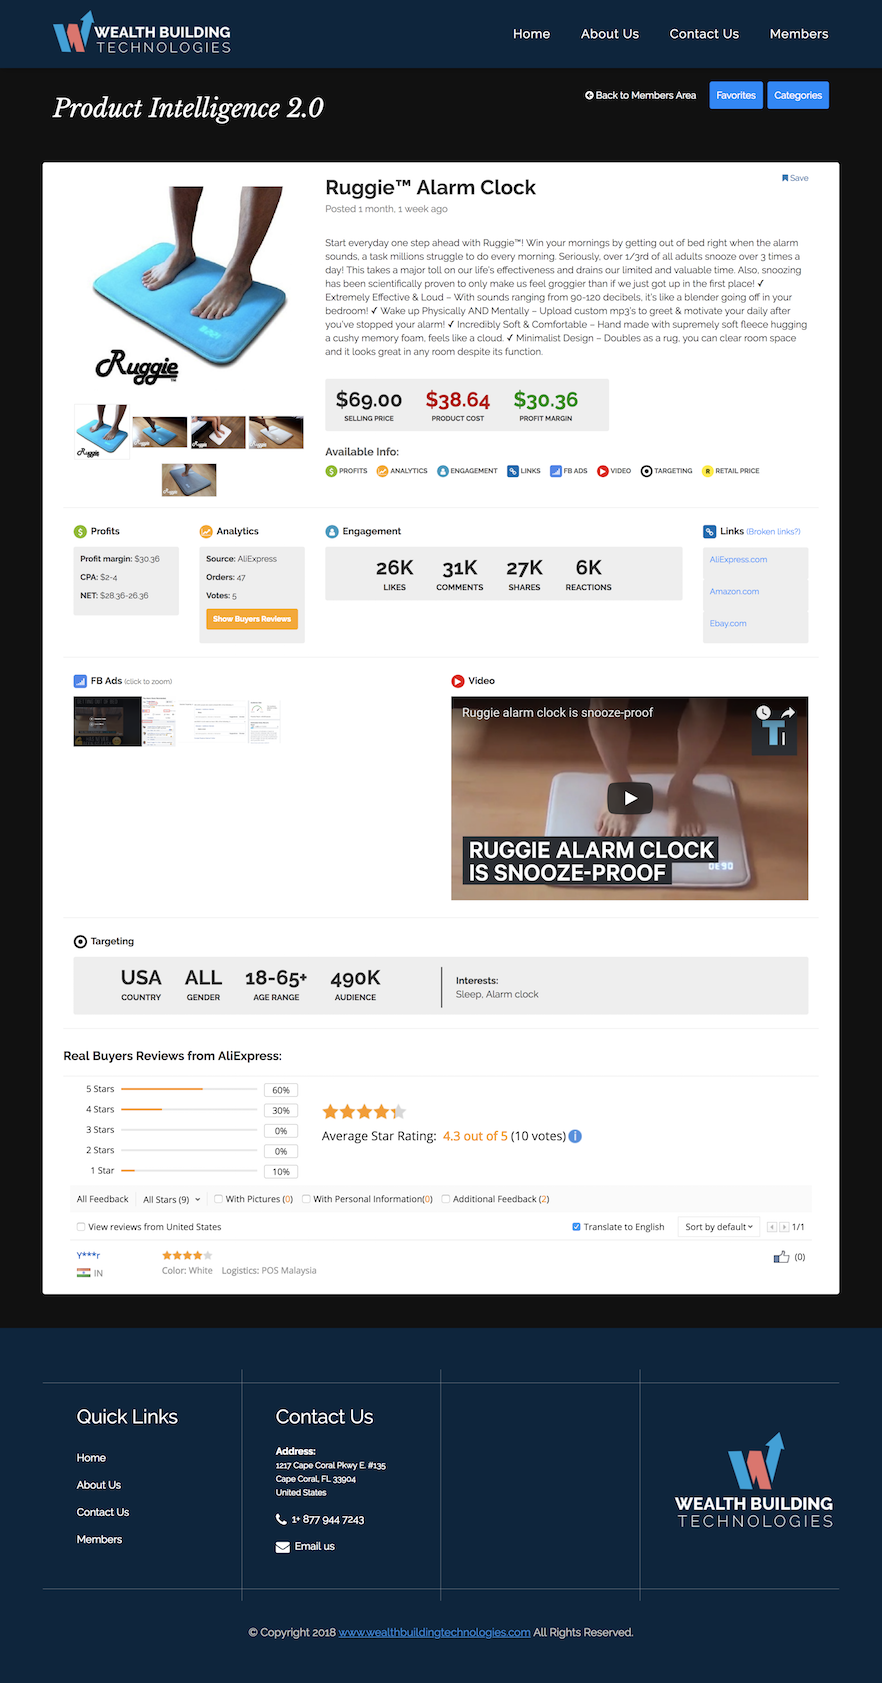 WEALTH BUILDING
TECHNOLOGIES
Home About Us Contact Us Members
Product Intelligence 2.0
Back to Members Area Favorites Categories
Ruggie™ Alarm Clock
Save
Posted 1 month, 1 week ago
Start everyday one step ahead with Ruggie™! Win your mornings by getting out of bed right when the alarm
sounds, a task millions struggle to do every morning. Seriously, over 1/3rd of all adults snooze over 3 times a
day! This takes a major toll on our life's effectiveness and drains our limited and valuable time. Also, snoozing
has been scientifically proven to only make us feel groggier than if we just got up in the first place! ✓
Extremely Effective & Loud – With sounds ranging from 90-120 decibels, it's like a blender going off in your
bedroom! ✓ Wake up Physically AND Mentally – Upload custom mp3's to greet & motivate your daily after
you've stopped your alarm! ✓ Incredibly Soft & Comfortable – Hand made with supremely soft fleece hugging
a cushy memory foam, feels like a cloud. ✓ Minimalist Design – Doubles as a rug, you can clear room space
and it looks great in any room despite its function.
Ruggie™
$69.00 $38.64 $30.36
SELLING PRICE PRODUCT COST PROFIT MARGIN
Available Info:
PROFITS ANALYTICS ENGAGEMENT LINKS FB ADS VIDEO TARGETING R RETAIL PRICE
Profits
Profit margin: $30.36
CPA: $2-4
NET: $28.36-26.36
Analytics
Source: AliExpress
Orders: 47
Votes: 5
Show Buyers Reviews
Engagement
26K 31K 27K 6K
LIKES COMMENTS SHARES REACTIONS
Links (Broken links?)
AliExpress.com
Amazon.com
Ebay.com
FB Ads (click to zoom)
Video
Ruggie alarm clock is snooze-proof
TI
RUGGIE ALARM CLOCK
IS SNOOZE-PROOF
Targeting
USA ALL 18-65+ 490K
COUNTRY GENDER AGE RANGE AUDIENCE
Interests:
Sleep, Alarm clock
Real Buyers Reviews from AliExpress:
5 Stars 60%
4 Stars 30%
3 Stars 0%
2 Stars 0%
1 Star 10%
Average Star Rating: 4.3 out of 5 (10 votes) i
All Feedback All Stars (9) With Pictures (0) With Personal Information(0) Additional Feedback (2)
View reviews from United States Translate to English Sort by default 1/1
Y***r
IN
Color: White Logistics: POS Malaysia
(0)
Quick Links
Home
About Us
Contact Us
Members
Contact Us
Address:
1217 Cape Coral Pkwy E. #135
Cape Coral, FL 33904
United States
1+ 877 944 7243
Email us
WEALTH BUILDING
TECHNOLOGIES
© Copyright 2018 www.wealthbuildingtechnologies.com All Rights Reserved.